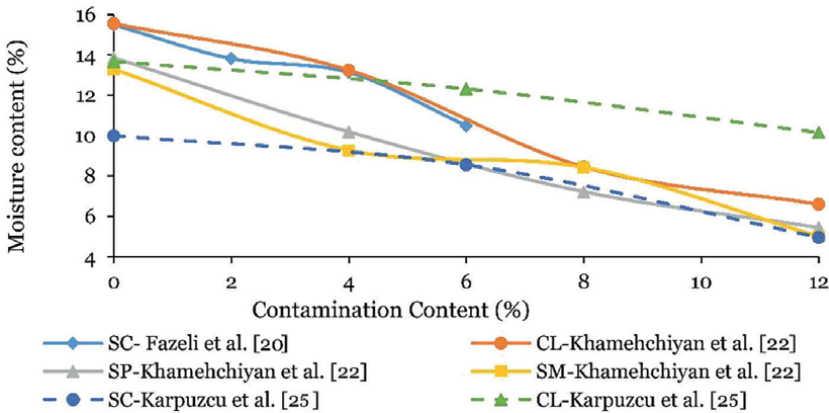 16
14
12
10
8
6
4
Moisture content (%)
0 2 4 6 8 10 12
Contamination Content (%)
SC- Fazeli et al. [20]
CL-Khamehchiyan et al. [22]
SP-Khamehchiyan et al. [22]
SM-Khamehchiyan et al. [22]
SC-Karpuzcu et al. [25]
CL-Karpuzcu et al. [25]